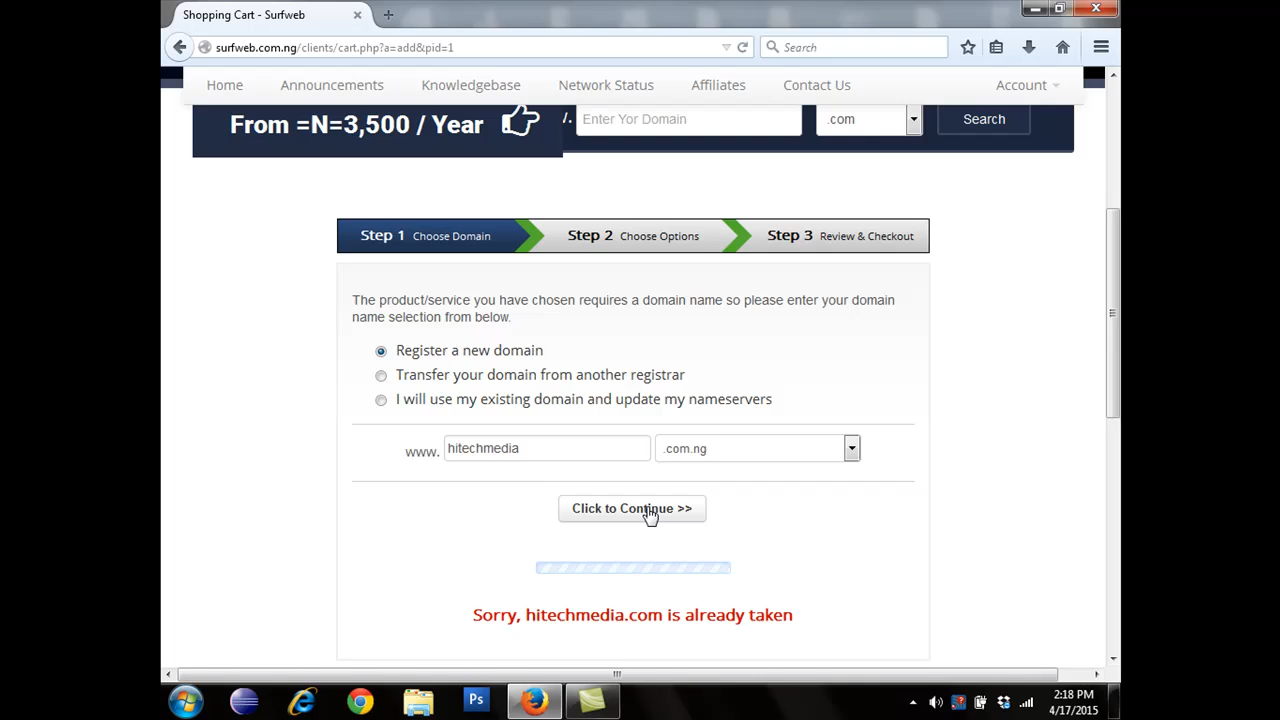 Shopping Cart - Surfweb
surfweb.com.ng/clients/cart.php?a=add&pid=1
Search
Home Announcements Knowledgebase Network Status Affiliates Contact Us Account
From =N=3,500 / Year
Enter Yor Domain
.com
Search
Step 1 Choose Domain
Step 2 Choose Options
Step 3 Review & Checkout
The product/service you have chosen requires a domain name so please enter your domain
name selection from below.
Register a new domain
Transfer your domain from another registrar
I will use my existing domain and update my nameservers
www. hitechmedia .com.ng
Click to Continue >>
Sorry, hitechmedia.com is already taken
Ps
2:18 PM
4/17/2015